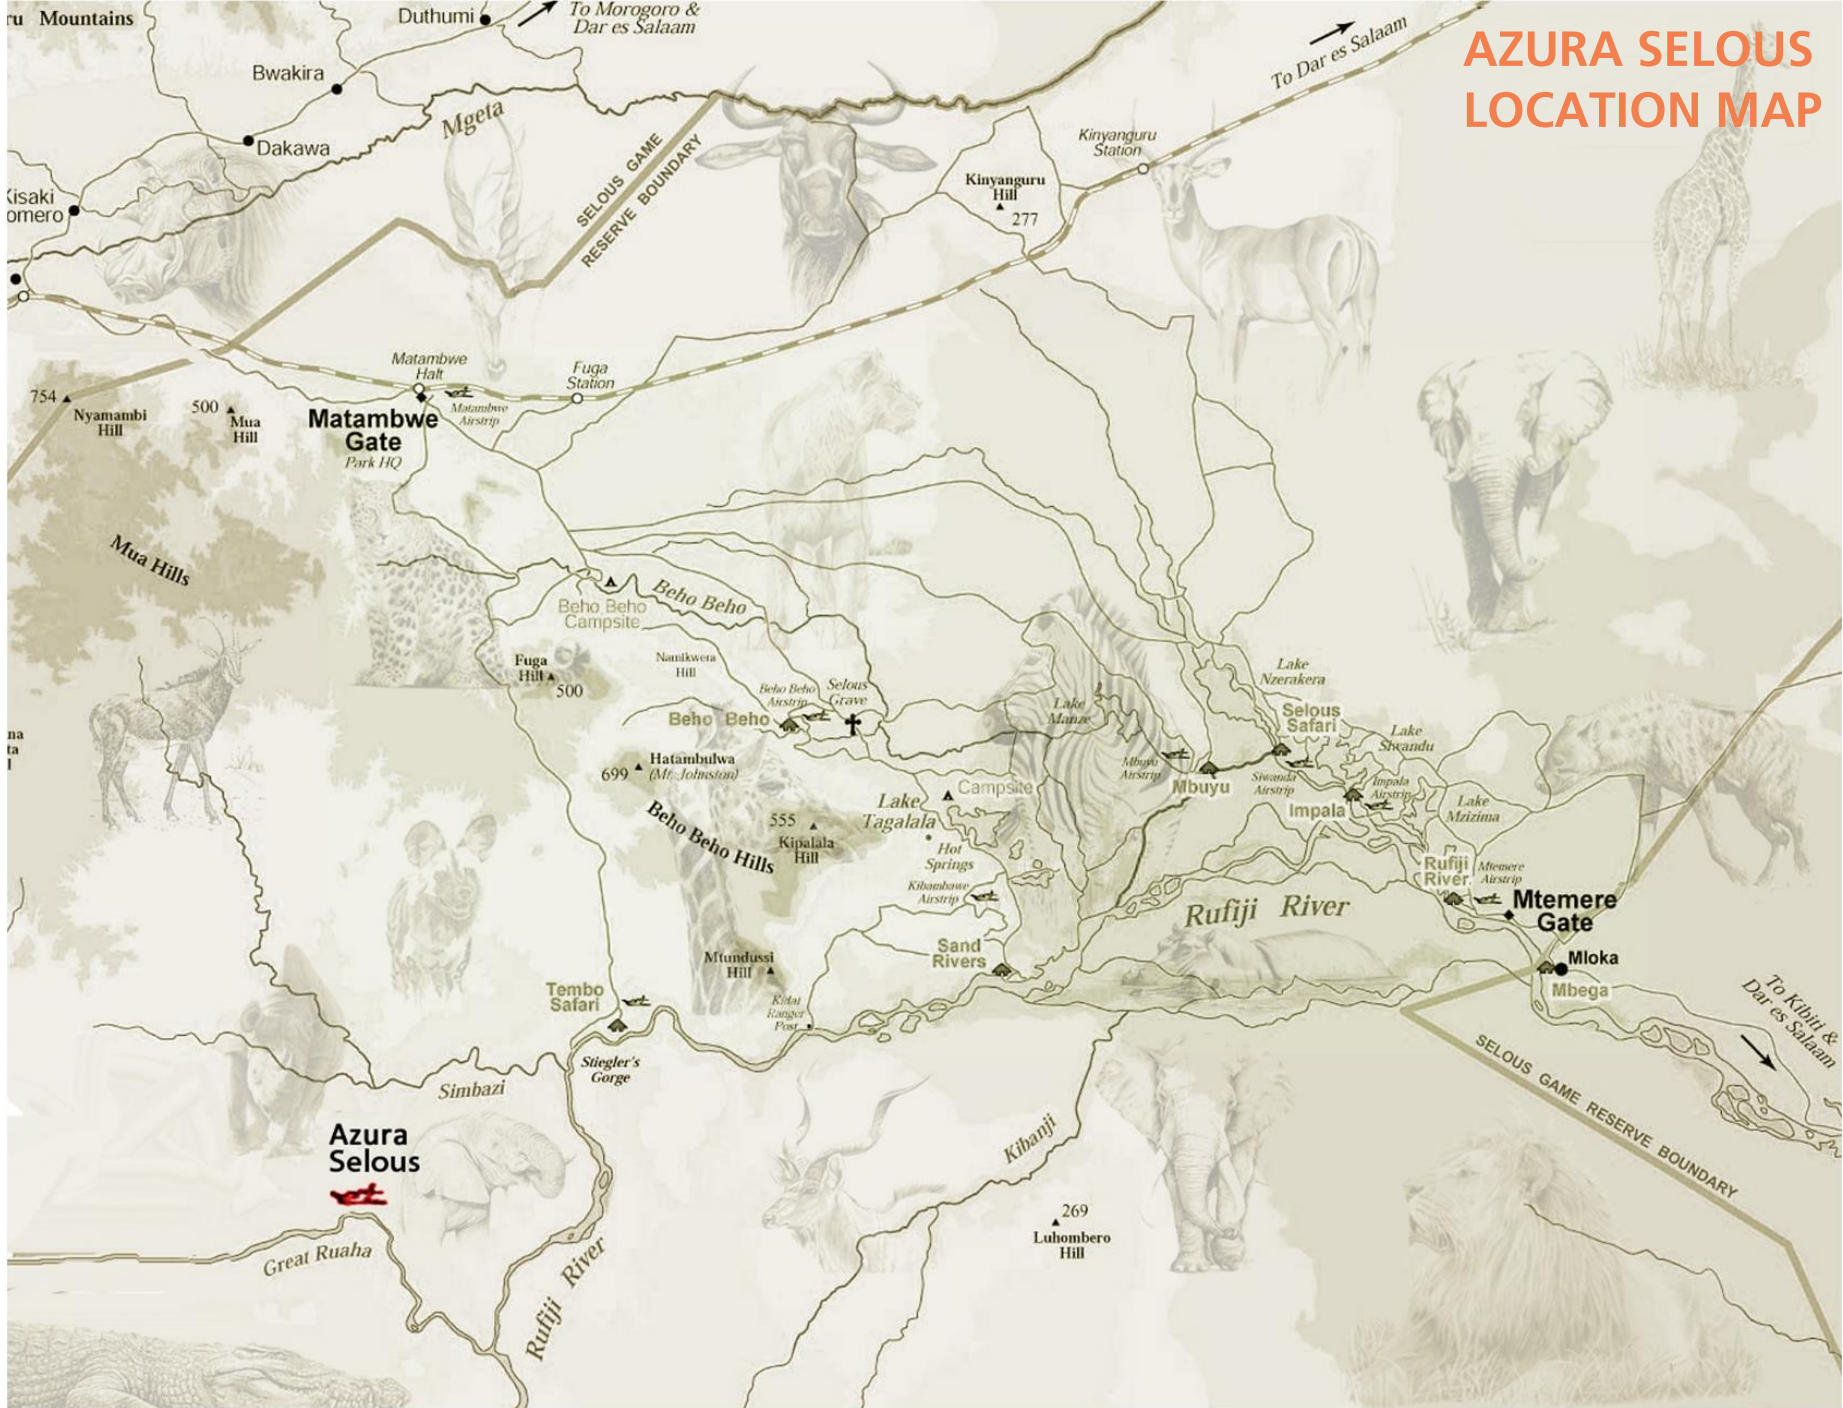 ru Mountains
Duthumi
To Morogoro &
Dar es Salaam
To Dar es Salaam
AZURA SELOUS
LOCATION MAP
Bwakira
Mgeta
Dakawa
SELOUS GAME
RESERVE BOUNDARY
Kinyanguru
Station
Kinyanguru
Hill
277
Kisaki
omero
Matambwe
Halt
Fuga
Station
754
Nyamambi
Hill
500
Mua
Hill
Matambwe
Gate
Park HQ
Matambwe
Airstrip
Mua Hills
Beho Beho
Campsite
Beho Beho
Fuga
Hill
500
Namikwera
Hill
Beho Beho
Airstrip
Selous
Grave
Beho Beho
Lake
Manze
Lake
Nzerakera
Selous
Safari
Lake
Siwandu
na
ta
l
699
Hatambulwa
(Mt. Johnston)
Mbuyu
Airstrip
Mbuyu
Siwanda
Airstrip
Impala
Airstrip
Impala
Lake
Mzizima
Campsite
Lake
Tagalala
Beho Beho Hills
555
Kipalala
Hill
Hot
Springs
Kibambawe
Airstrip
Rufiji
River
Mtemere
Airstrip
Mtemere
Gate
Rufiji River
Sand
Rivers
Mtundussi
Hill
Mloka
Mbega
Tembo
Safari
Kidai
Ranger
Post
To Kibiti &
Dar es Salaam
Stiegler's
Gorge
Simbazi
SELOUS GAME RESERVE BOUNDARY
Azura
Selous
Kibanji
269
Luhombero
Hill
Great Ruaha
Rufiji River